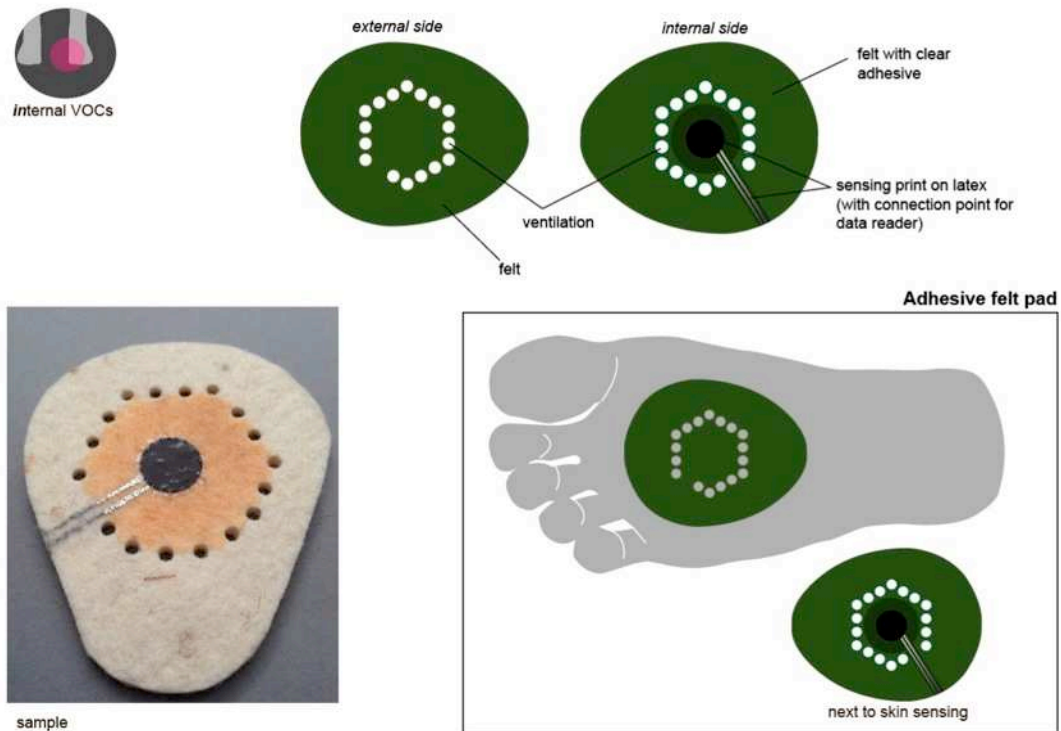 external side
internal side
felt with clear
adhesive
internal VOCs
sensing print on latex
(with connection point for
data reader)
ventilation
felt
Adhesive felt pad
next to skin sensing
sample